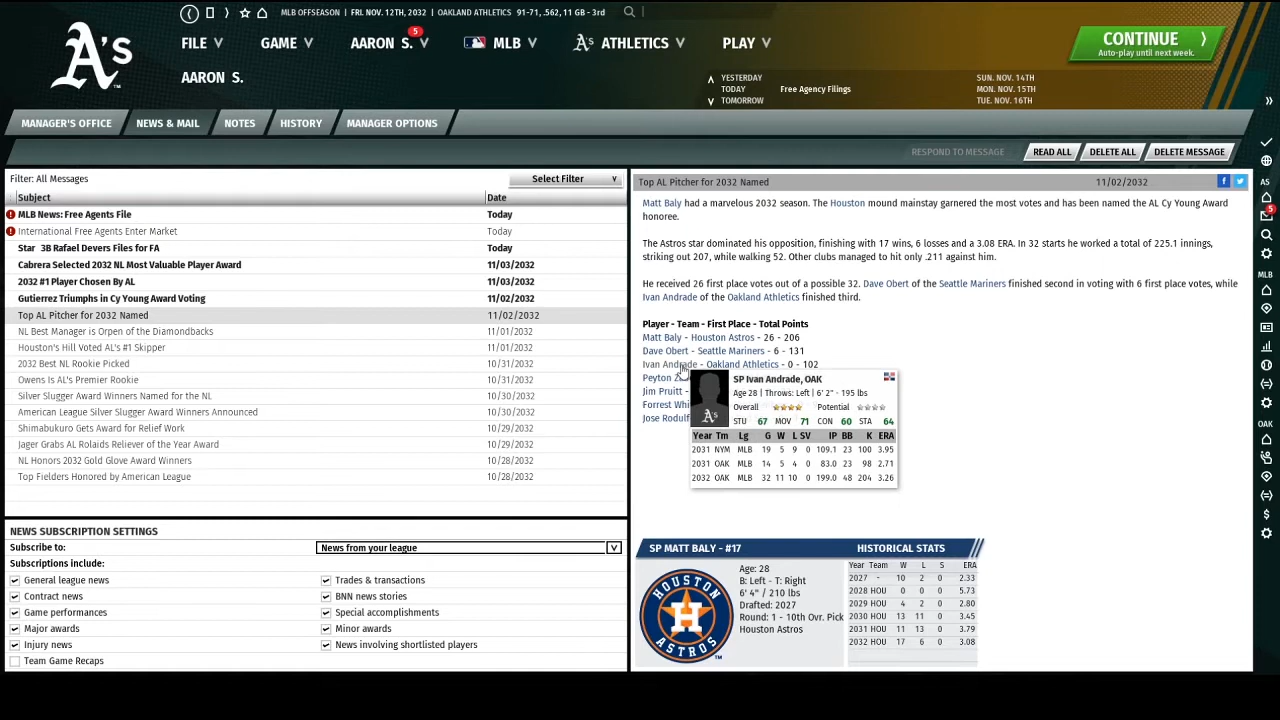 MLB OFFSEASON | FRI. NOV. 12TH, 2032 | OAKLAND ATHLETICS 91-71, .562, 11 GB - 3rd
A's
FILE GAME AARON S. 5 MLB ATHLETICS PLAY
CONTINUE
Auto-play until next week.
AARON S.
YESTERDAY SUN. NOV. 14TH
TODAY Free Agency Filings MON. NOV. 15TH
TOMORROW TUE. NOV. 16TH
MANAGER'S OFFICE NEWS & MAIL NOTES HISTORY MANAGER OPTIONS
RESPOND TO MESSAGE READ ALL DELETE ALL DELETE MESSAGE
Filter: All Messages Select Filter
Subject Date
MLB News: Free Agents File Today
International Free Agents Enter Market Today
Star 3B Rafael Devers Files for FA Today
Cabrera Selected 2032 NL Most Valuable Player Award 11/03/2032
2032 #1 Player Chosen By AL 11/03/2032
Gutierrez Triumphs in Cy Young Award Voting 11/02/2032
Top AL Pitcher for 2032 Named 11/02/2032
NL Best Manager is Orpen of the Diamondbacks 11/01/2032
Houston's Hill Voted AL's #1 Skipper 11/01/2032
2032 Best NL Rookie Picked 10/31/2032
Owens Is AL's Premier Rookie 10/31/2032
Silver Slugger Award Winners Named for the NL 10/30/2032
American League Silver Slugger Award Winners Announced 10/30/2032
Shimabukuro Gets Award for Relief Work 10/29/2032
Jager Grabs AL Rolaids Reliever of the Year Award 10/29/2032
NL Honors 2032 Gold Glove Award Winners 10/28/2032
Top Fielders Honored by American League 10/28/2032
NEWS SUBSCRIPTION SETTINGS
Subscribe to: News from your league
Subscriptions include:
General league news Trades & transactions
Contract news BNN news stories
Game performances Special accomplishments
Major awards Minor awards
Injury news News involving shortlisted players
Team Game Recaps
Top AL Pitcher for 2032 Named 11/02/2032
Matt Baly had a marvelous 2032 season. The Houston mound mainstay garnered the most votes and has been named the AL Cy Young Award
honoree.
The Astros star dominated his opposition, finishing with 17 wins, 6 losses and a 3.08 ERA. In 32 starts he worked a total of 225.1 innings,
striking out 207, while walking 52. Other clubs managed to hit only .211 against him.
He received 26 first place votes out of a possible 32. Dave Obert of the Seattle Mariners finished second in voting with 6 first place votes, while
Ivan Andrade of the Oakland Athletics finished third.
Player - Team - First Place - Total Points
Matt Baly - Houston Astros - 26 - 206
Dave Obert - Seattle Mariners - 6 - 131
Ivan Andrade - Oakland Athletics - 0 - 102
Peyton
Jim Pruitt -
Forrest Whi
Jose Rodulf
SP Ivan Andrade, OAK
Age 28 | Throws: Left | 6' 2" - 195 lbs
Overall Potential
STU 67 MOV 71 CON 60 STA 64
Year Tm Lg G W L SV IP BB K ERA
2031 NYM MLB 19 5 9 0 109.1 23 100 3.95
2031 OAK MLB 14 5 4 0 83.0 23 98 2.71
2032 OAK MLB 32 11 10 0 199.0 48 204 3.26
A's
SP MATT BALY - #17 HISTORICAL STATS
HOUSTON
H
ASTROS
Age: 28
B: Left - T: Right
6' 4" / 210 lbs
Drafted: 2027
Round: 1 - 10th Ovr. Pick
Houston Astros
Year Team W L S ERA
2027 - 10 2 0 2.33
2028 HOU 0 0 0 5.73
2029 HOU 4 2 0 2.80
2030 HOU 13 11 0 3.45
2031 HOU 11 13 0 3.79
2032 HOU 17 6 0 3.08
AS
5
MLB
OAK